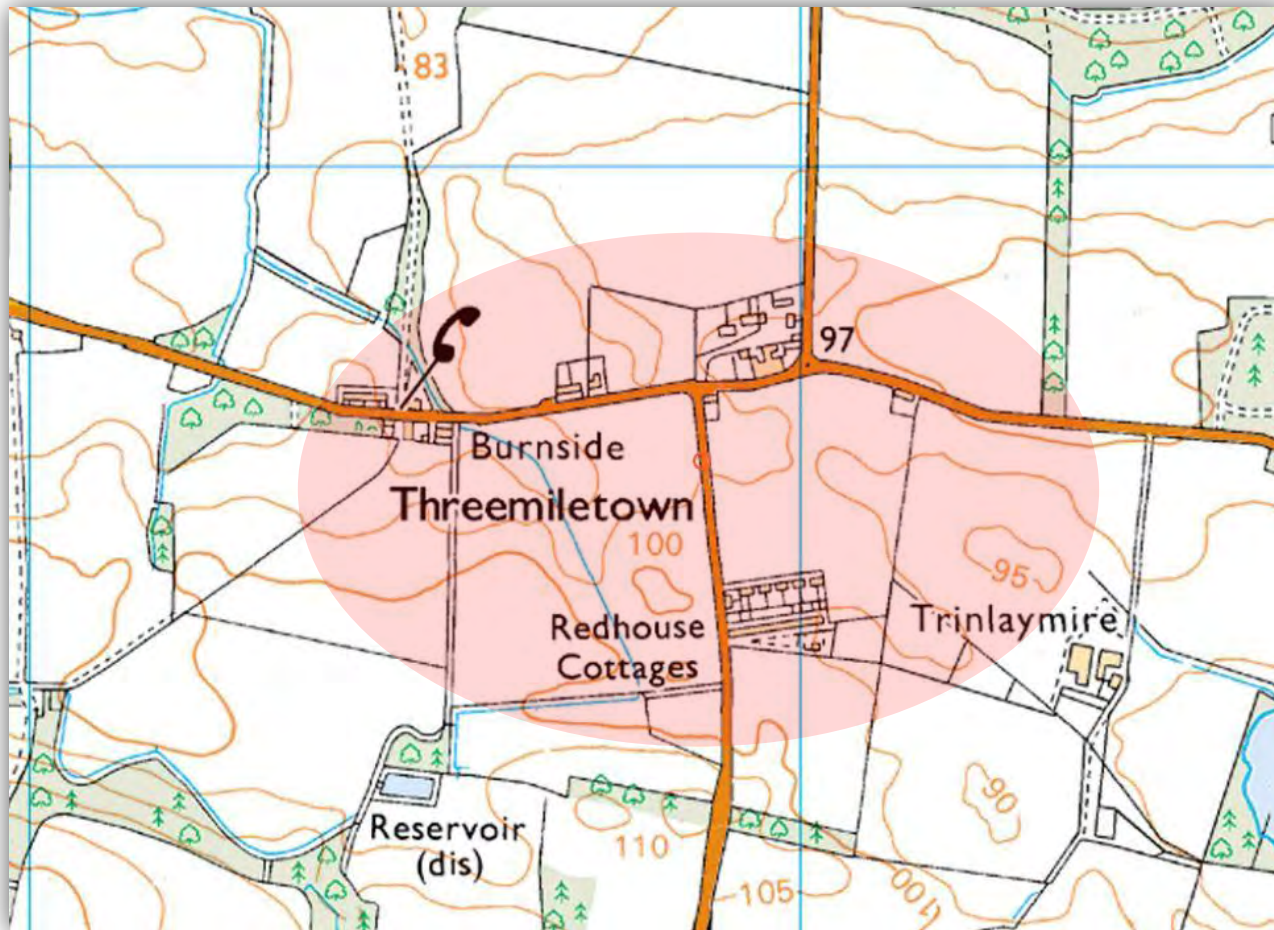 83
97
Burnside
Threemiletown
100
95
Redhouse
Cottages
Trinlaymire
Reservoir
(dis)
110
90
105
100